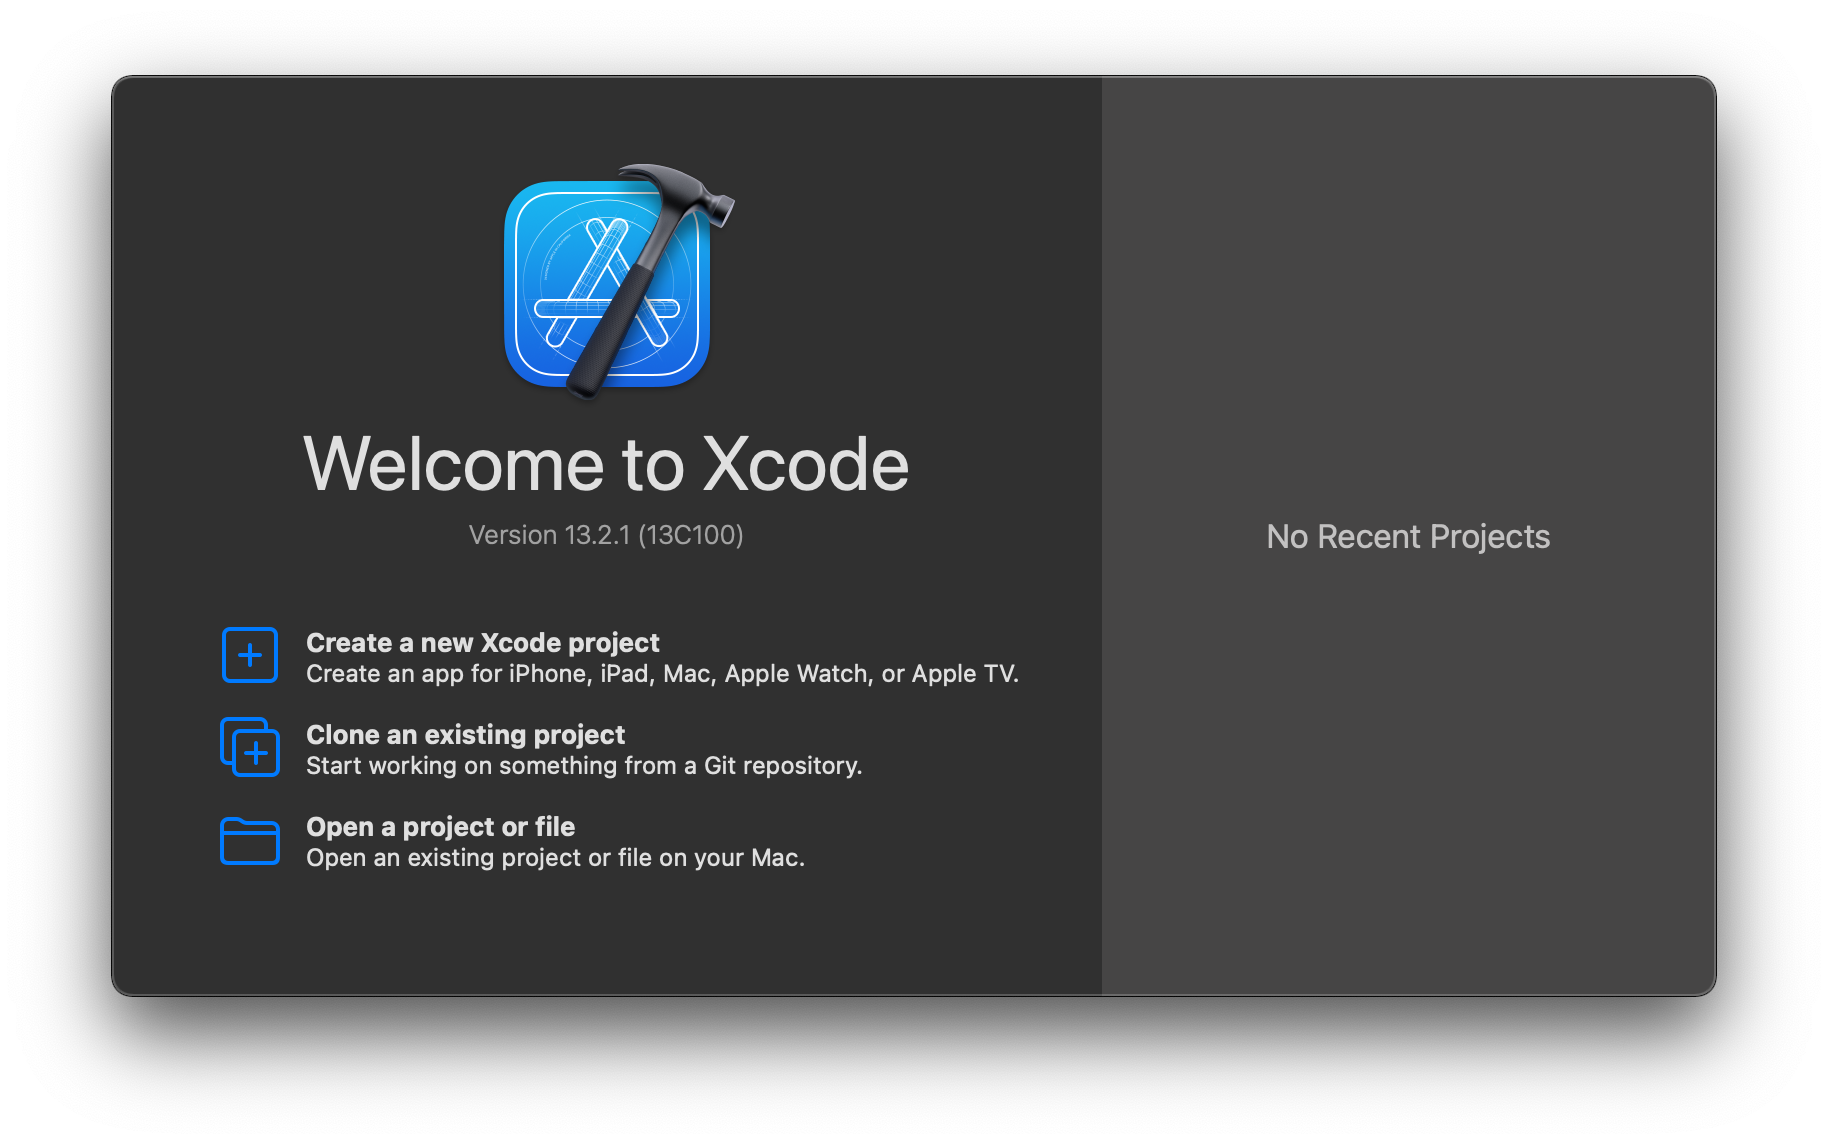 Welcome to Xcode
Version 13.2.1 (13C100)
Create a new Xcode project
Create an app for iPhone, iPad, Mac, Apple Watch, or Apple TV.
Clone an existing project
Start working on something from a Git repository.
Open a project or file
Open an existing project or file on your Mac.
No Recent Projects